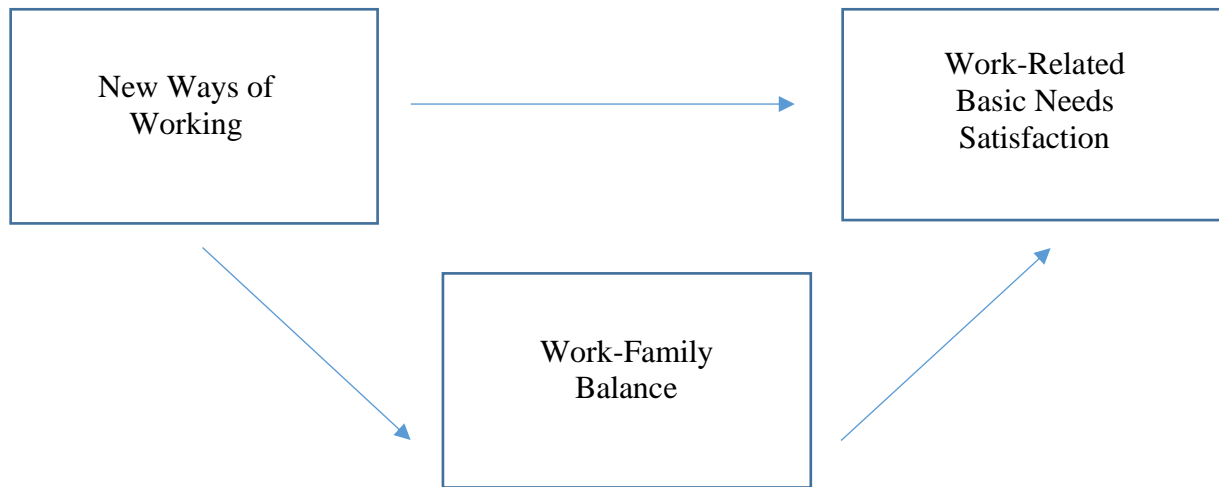 New Ways of
Working
Work-Related
Basic Needs
Satisfaction
Work-Family
Balance